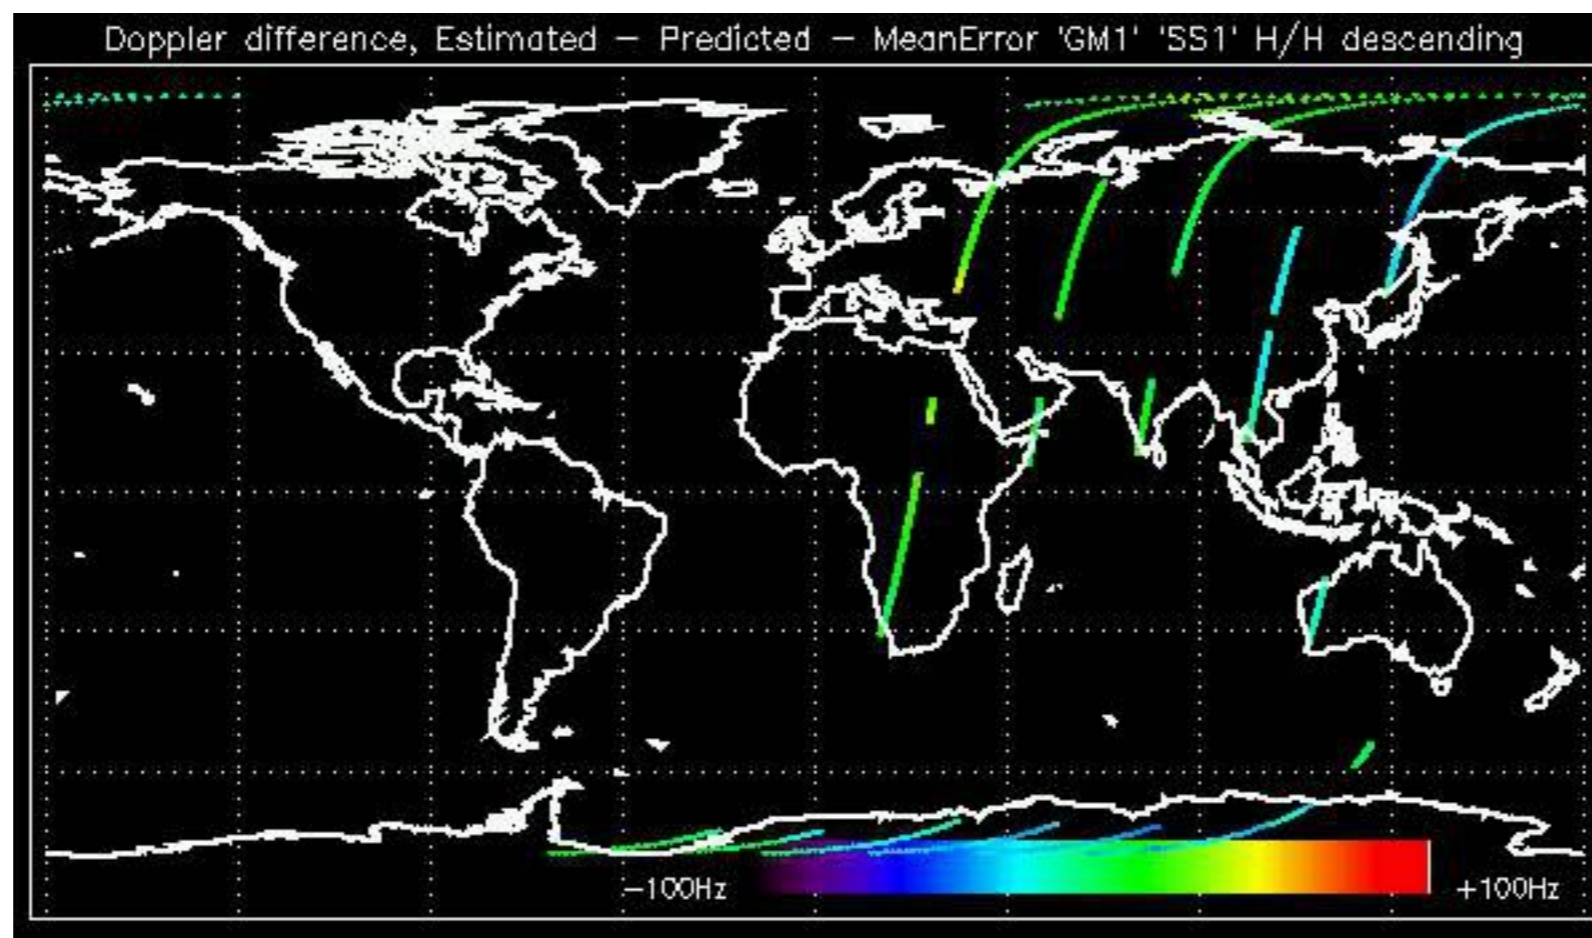 Doppler difference, Estimated – Predicted – MeanError 'GM1' 'SS1' H/H descending
−100Hz
+100Hz